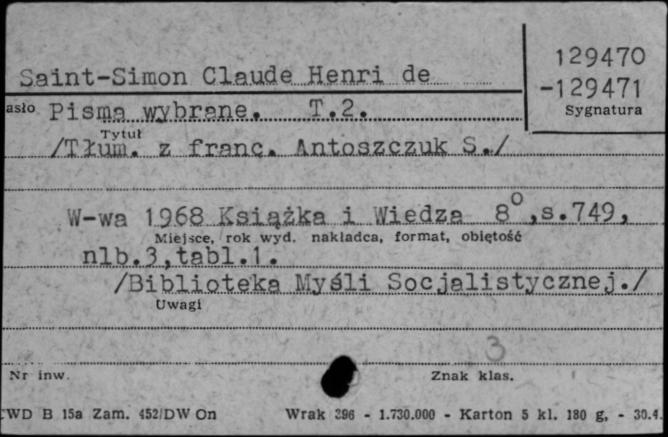 129470
Saint-Simon Claude Henri de
-129471
asło Pisma wybrane. T.2.
Sygnatura
Tytuł
/Tłum. z franc. Antoszczuk S./
W-wa 1968 Książka i Wiedza 8°,s.749,
Miejsce, rok wyd. nakładca, format, objętość
nlb.3,tabl.1.
/Biblioteka Myśli Socjalistycznej./
Uwagi
3
Nr inw.
Znak klas.
WD B 15a Zam. 452/DW On Wrak 396 - 1.730.000 - Karton 5 kl. 180 g, - 30.4.